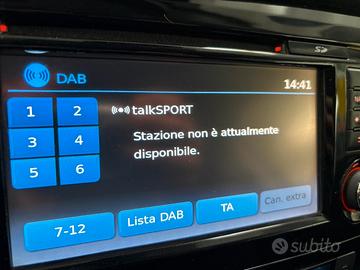 SD
DAB
14:41
1 2
talkSPORT
3 4
Stazione non è attualmente
disponibile.
5 6
7-12
Lista DAB
TA
Can. extra
subito